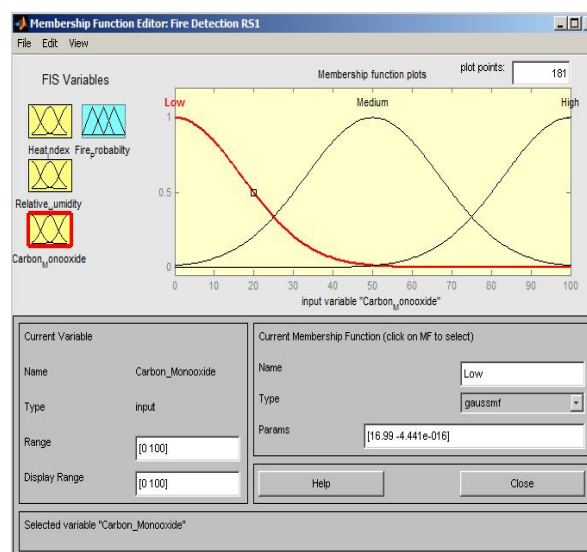 Membership Function Editor: Fire Detection RS1
File Edit View
FIS Variables
Heat_Index Fire_Probabilty
Relative_umidity
Carbon_Monooxide
Membership function plots
plot points: 181
Low Medium High
1
0.5
0
0 10 20 30 40 50 60 70 80 90 100
input variable "Carbon_Monooxide"
Current Variable
Name Carbon_Monooxide
Type input
Range [0 100]
Display Range [0 100]
Current Membership Function (click on MF to select)
Name Low
Type gaussmf
Params [16.99 -4.441e-016]
Help Close
Selected variable "Carbon_Monooxide"